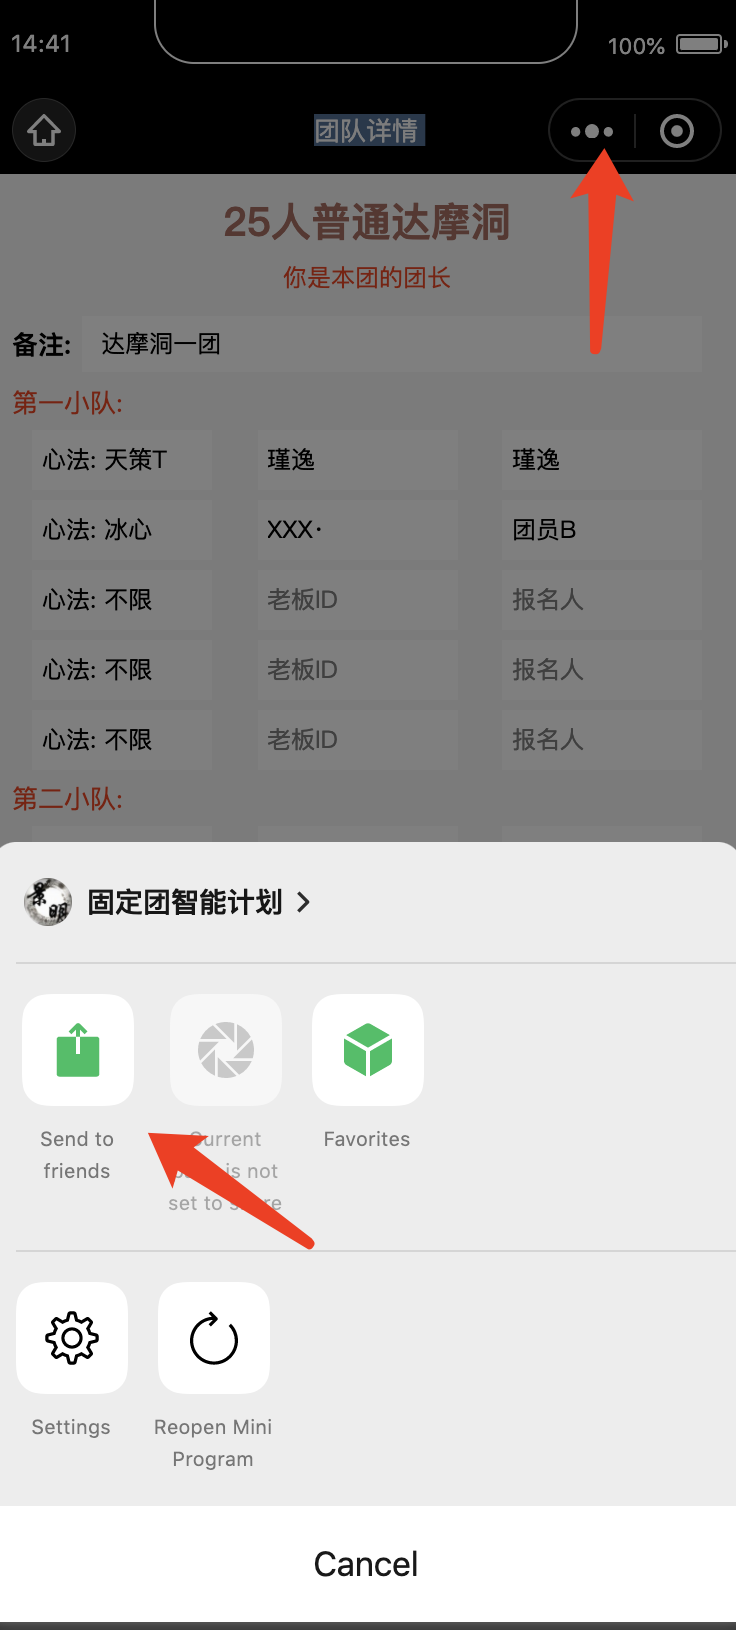 14:41
100%
团队详情
25人普通达摩洞
你是本团的团长
备注: 达摩洞一团
第一小队:
心法: 天策T 瑾逸 瑾逸
心法: 冰心 XXX· 团员B
心法: 不限 老板ID 报名人
心法: 不限 老板ID 报名人
心法: 不限 老板ID 报名人
第二小队:
景明
固定团智能计划
Send to
friends
Current
is not
set to
Favorites
Settings
Reopen Mini
Program
Cancel